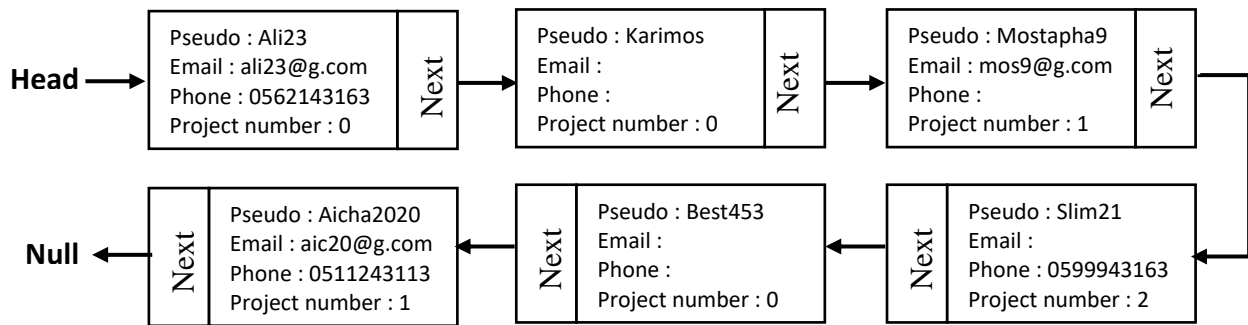 Head
Pseudo : Ali23
Email : ali23@g.com
Phone : 0562143163
Project number : 0
Next
Pseudo : Karimos
Email :
Phone :
Project number : 0
Next
Pseudo : Mostapha9
Email : mos9@g.com
Phone :
Project number : 1
Next
Pseudo : Slim21
Email :
Phone : 0599943163
Project number : 2
Next
Pseudo : Best453
Email :
Phone :
Project number : 0
Next
Pseudo : Aicha2020
Email : aic20@g.com
Phone : 0511243113
Project number : 1
Next
Null